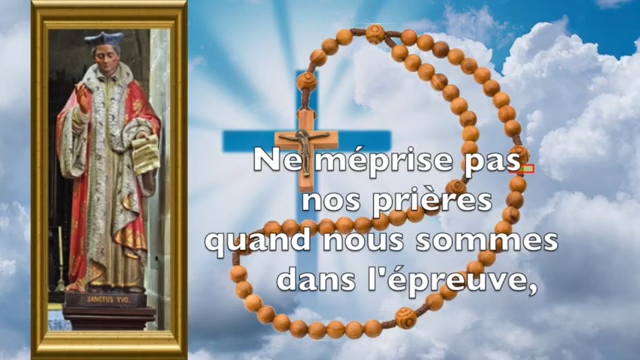 SANCTUS YVO.
Ne méprise pas
nos prières
quand nous sommes
dans l'épreuve,